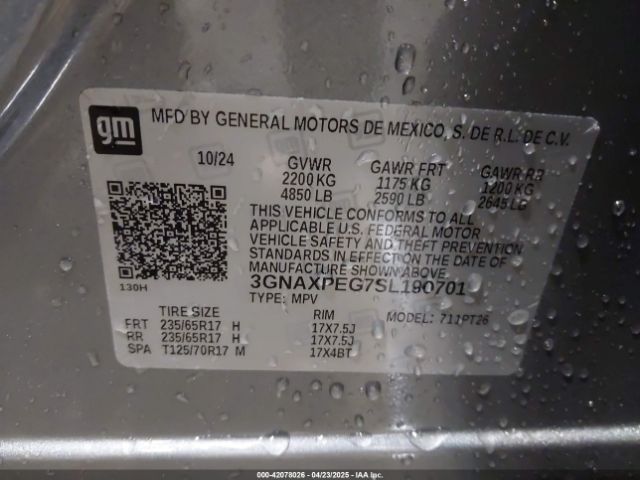 gm
MFD BY GENERAL MOTORS DE MEXICO, S. DE R.L. DE C.V.
10/24 GVWR GAWR FRT GAWR RR
2200 KG 1175 KG 1200 KG
4850 LB 2590 LB 2645 LB
THIS VEHICLE CONFORMS TO ALL
APPLICABLE U.S. FEDERAL MOTOR
VEHICLE SAFETY AND THEFT PREVENTION
STANDARDS IN EFFECT ON THE DATE OF
MANUFACTURE SHOWN ABOVE.
130H
3GNAXPEG7SL190701
TYPE: MPV MODEL: 711PT26
TIRE SIZE RIM
FRT 235/65R17 H 17X7.5J
RR 235/65R17 H 17X7.5J
SPA T125/70R17 M 17X4BT
000-42078026 - 04/23/2025 - IAA, Inc.